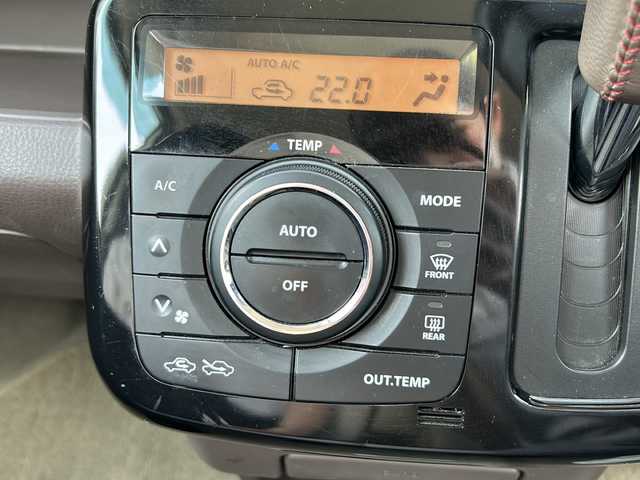 AUTO A/C
22.0
TEMP
A/C
MODE
AUTO
OFF
FRONT
REAR
OUT.TEMP